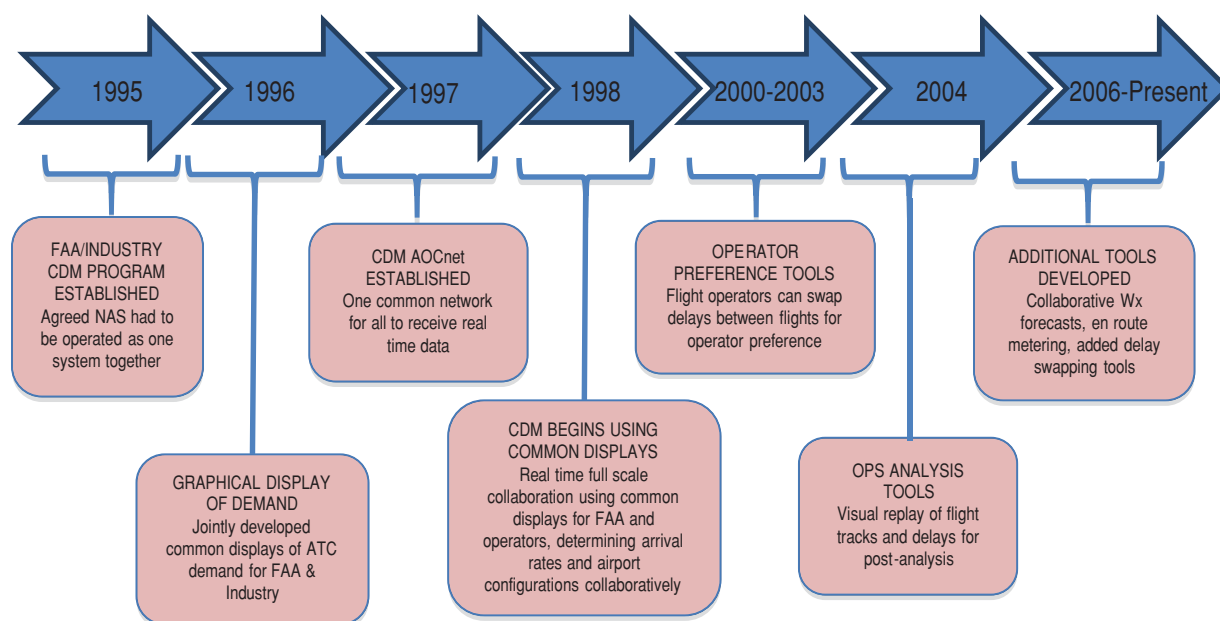 1995
1996
1997
1998
2000-2003
2004
2006-Present
FAA/INDUSTRY
CDM PROGRAM
ESTABLISHED
Agreed NAS had to
be operated as one
system together
GRAPHICAL DISPLAY
OF DEMAND
Jointly developed
common displays of ATC
demand for FAA &
Industry
CDM AOCnet
ESTABLISHED
One common network
for all to receive real
time data
CDM BEGINS USING
COMMON DISPLAYS
Real time full scale
collaboration using common
displays for FAA and
operators, determining arrival
rates and airport
configurations collaboratively
OPERATOR
PREFERENCE TOOLS
Flight operators can swap
delays between flights for
operator preference
OPS ANALYSIS
TOOLS
Visual replay of flight
tracks and delays for
post-analysis
ADDITIONAL TOOLS
DEVELOPED
Collaborative Wx
forecasts, en route
metering, added delay
swapping tools